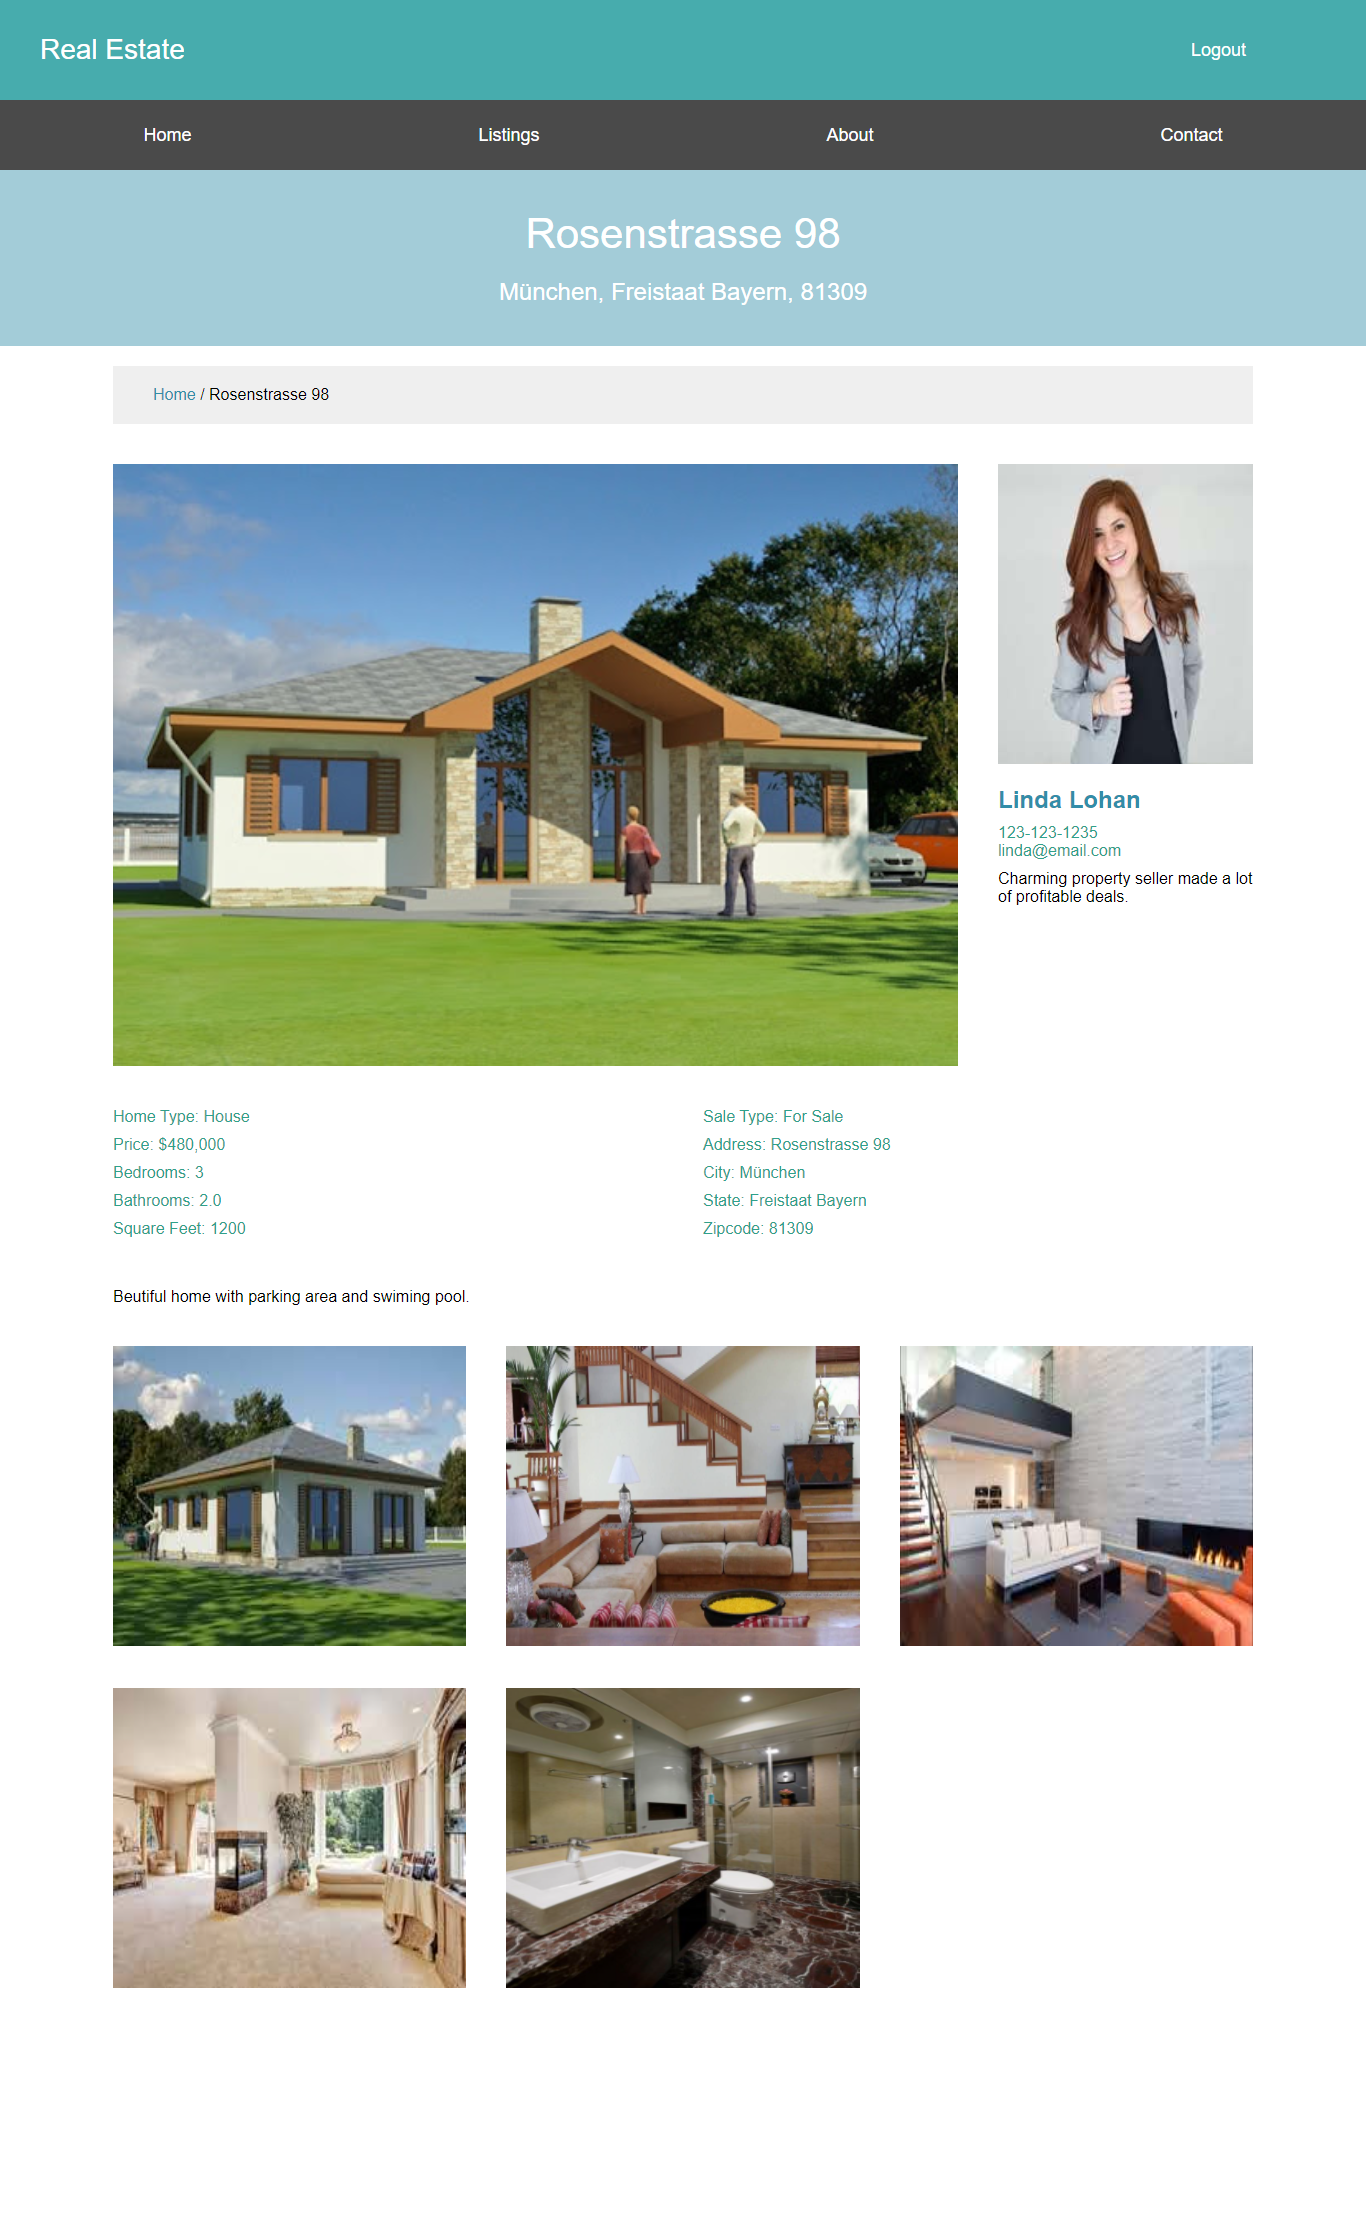 Real Estate
Logout
Home
Listings
About
Contact
Rosenstrasse 98
München, Freistaat Bayern, 81309
Home / Rosenstrasse 98
Linda Lohan
123-123-1235
linda@email.com
Charming property seller made a lot
of profitable deals.
Home Type: House
Price: $480,000
Bedrooms: 3
Bathrooms: 2.0
Square Feet: 1200
Sale Type: For Sale
Address: Rosenstrasse 98
City: München
State: Freistaat Bayern
Zipcode: 81309
Beutiful home with parking area and swiming pool.